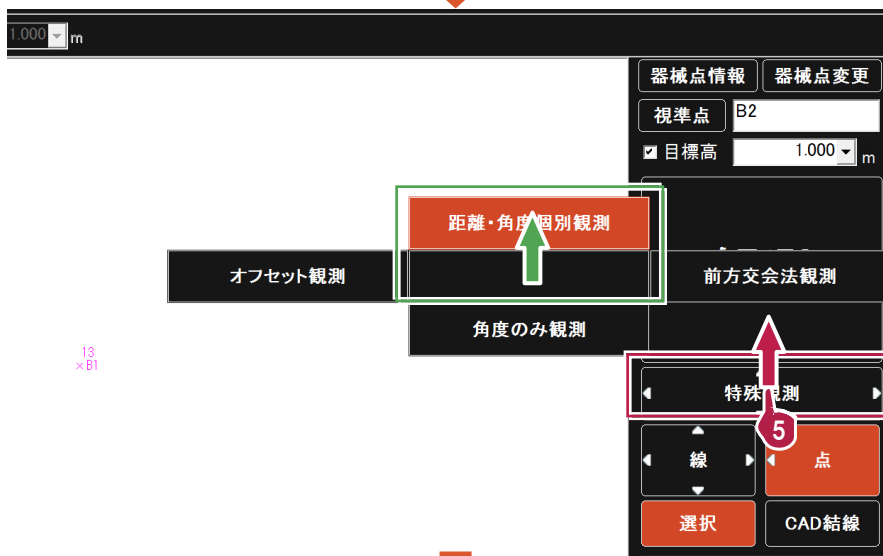 1.000 m
器械点情報 器械点変更
視準点 B2
目標高 1.000 m
距離・角度個別観測
オフセット観測 前方交会法観測
角度のみ観測
13
×B1
特殊観測
5
線 点
選択 CAD結線